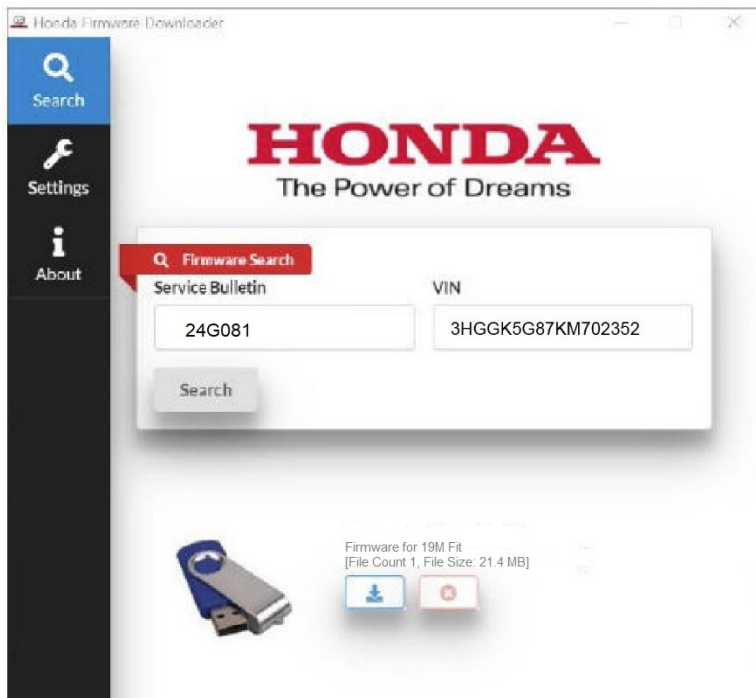 Honda Firmware Downloader
Search
Settings
About
HONDA
The Power of Dreams
Firmware Search
Service Bulletin
VIN
24G081
3HGGK5G87KM702352
Search
Firmware for 19M Fit
[File Count 1, File Size: 21.4 MB]